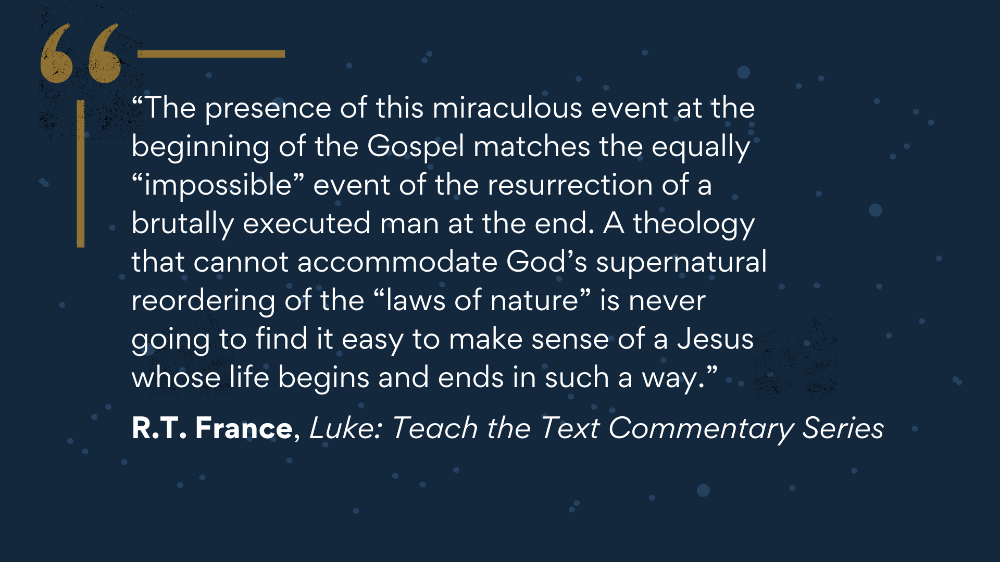 “The presence of this miraculous event at the
beginning of the Gospel matches the equally
“impossible” event of the resurrection of a
brutally executed man at the end. A theology
that cannot accommodate God’s supernatural
reordering of the “laws of nature” is never
going to find it easy to make sense of a Jesus
whose life begins and ends in such a way.”
R.T. France, Luke: Teach the Text Commentary Series